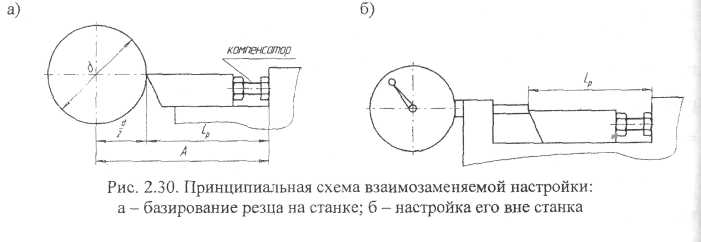 а)
б)
компенсатор
d
d/2
Lр
A
Lр
Рис. 2.30. Принципиальная схема взаимозаменяемой настройки:
а – базирование резца на станке; б – настройка его вне станка